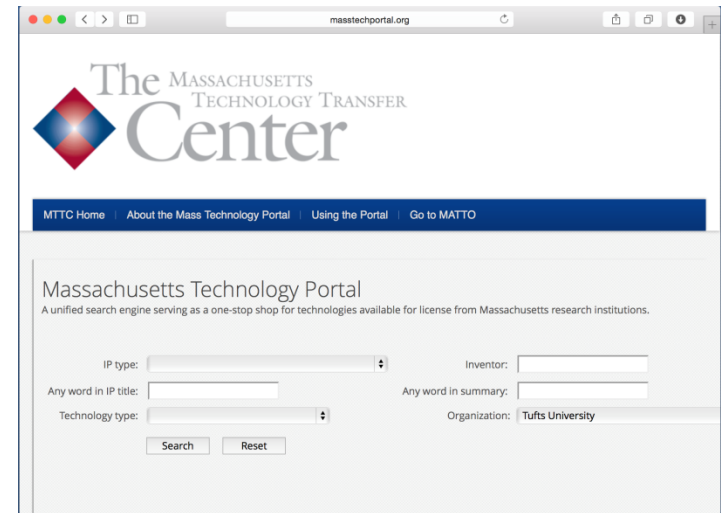 masstechportal.org
The MASSACHUSETTS
TECHNOLOGY TRANSFER
Center
MTTC Home | About the Mass Technology Portal | Using the Portal | Go to MATTO
Massachusetts Technology Portal
A unified search engine serving as a one-stop shop for technologies available for license from Massachusetts research institutions.
IP type: Inventor:
Any word in IP title: Any word in summary:
Technology type: Organization: Tufts University
Search Reset